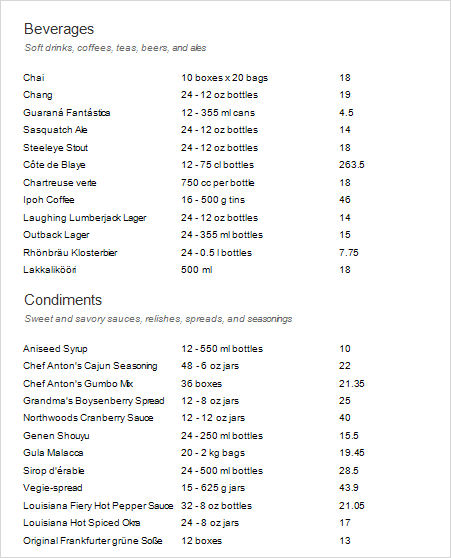 Beverages
Soft drinks, coffees, teas, beers, and ales
Chai 10 boxes x 20 bags 18
Chang 24 - 12 oz bottles 19
Guaraná Fantástica 12 - 355 ml cans 4.5
Sasquatch Ale 24 - 12 oz bottles 14
Steeleye Stout 24 - 12 oz bottles 18
Côte de Blaye 12 - 75 cl bottles 263.5
Chartreuse verte 750 cc per bottle 18
Ipoh Coffee 16 - 500 g tins 46
Laughing Lumberjack Lager 24 - 12 oz bottles 14
Outback Lager 24 - 355 ml bottles 15
Rhönbräu Klosterbier 24 - 0.5 l bottles 7.75
Lakkalikööri 500 ml 18
Condiments
Sweet and savory sauces, relishes, spreads, and seasonings
Aniseed Syrup 12 - 550 ml bottles 10
Chef Anton's Cajun Seasoning 48 - 6 oz jars 22
Chef Anton's Gumbo Mix 36 boxes 21.35
Grandma's Boysenberry Spread 12 - 8 oz jars 25
Northwoods Cranberry Sauce 12 - 12 oz jars 40
Genen Shouyu 24 - 250 ml bottles 15.5
Gula Malacca 20 - 2 kg bags 19.45
Sirop d'érable 24 - 500 ml bottles 28.5
Vegie-spread 15 - 625 g jars 43.9
Louisiana Fiery Hot Pepper Sauce 32 - 8 oz bottles 21.05
Louisiana Hot Spiced Okra 24 - 8 oz jars 17
Original Frankfurter grüne Soße 12 boxes 13